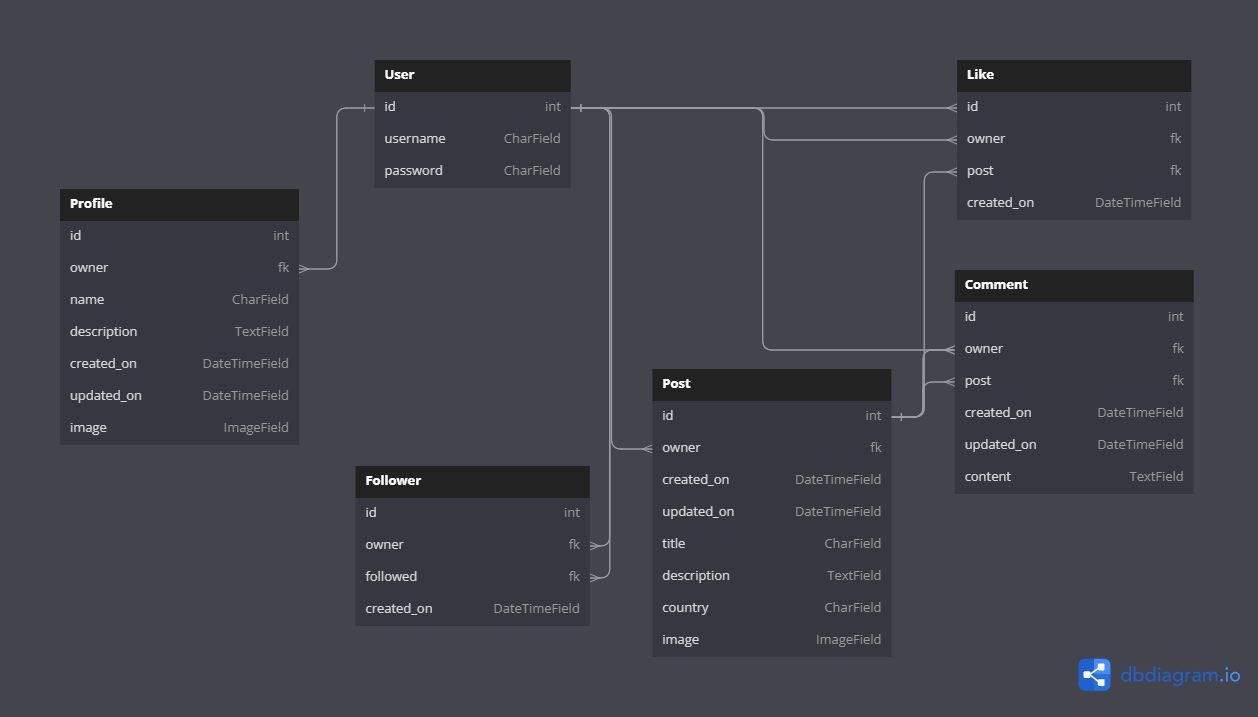 User
id int
username CharField
password CharField
Like
id int
owner fk
post fk
created_on DateTimeField
Profile
id int
owner fk
name CharField
description TextField
created_on DateTimeField
updated_on DateTimeField
image ImageField
Comment
id int
owner fk
post fk
created_on DateTimeField
updated_on DateTimeField
content TextField
Post
id int
owner fk
created_on DateTimeField
updated_on DateTimeField
title CharField
description TextField
country CharField
image ImageField
Follower
id int
owner fk
followed fk
created_on DateTimeField
dbdiagram.io